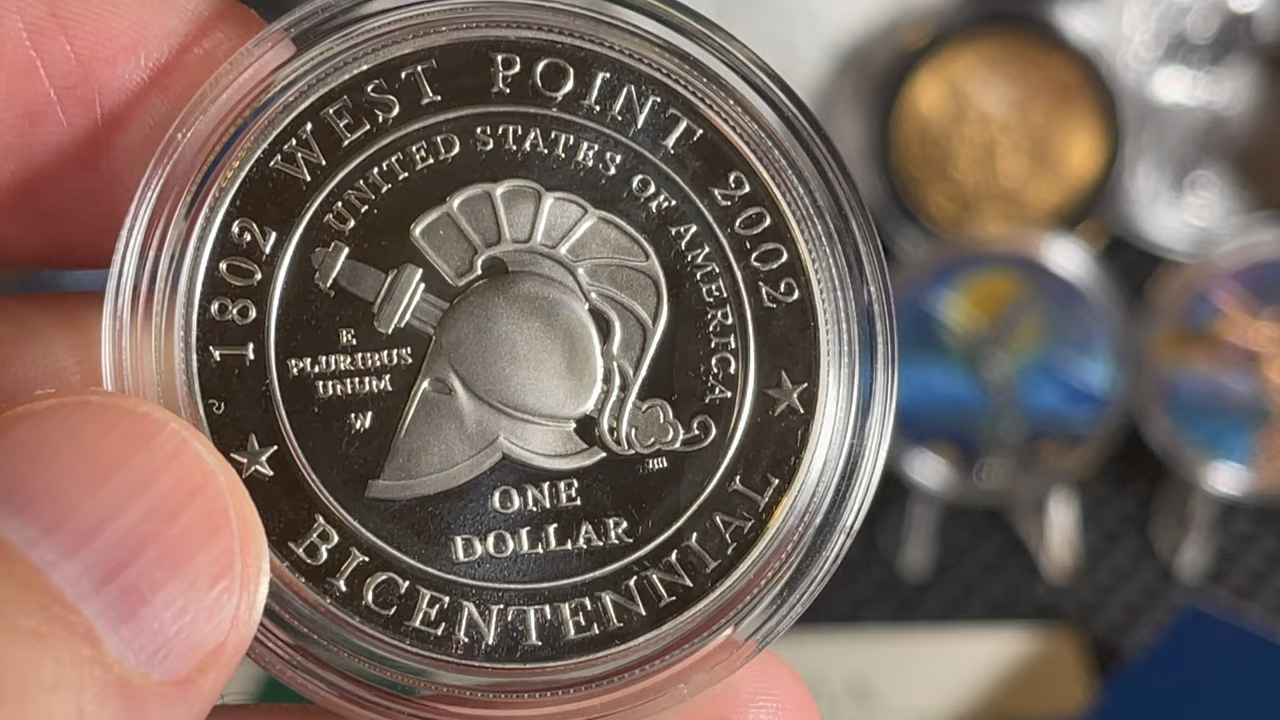 1802 WEST POINT 2002
UNITED STATES OF AMERICA
E
PLURIBUS
UNUM
W
ONE
DOLLAR
BICENTENNIAL